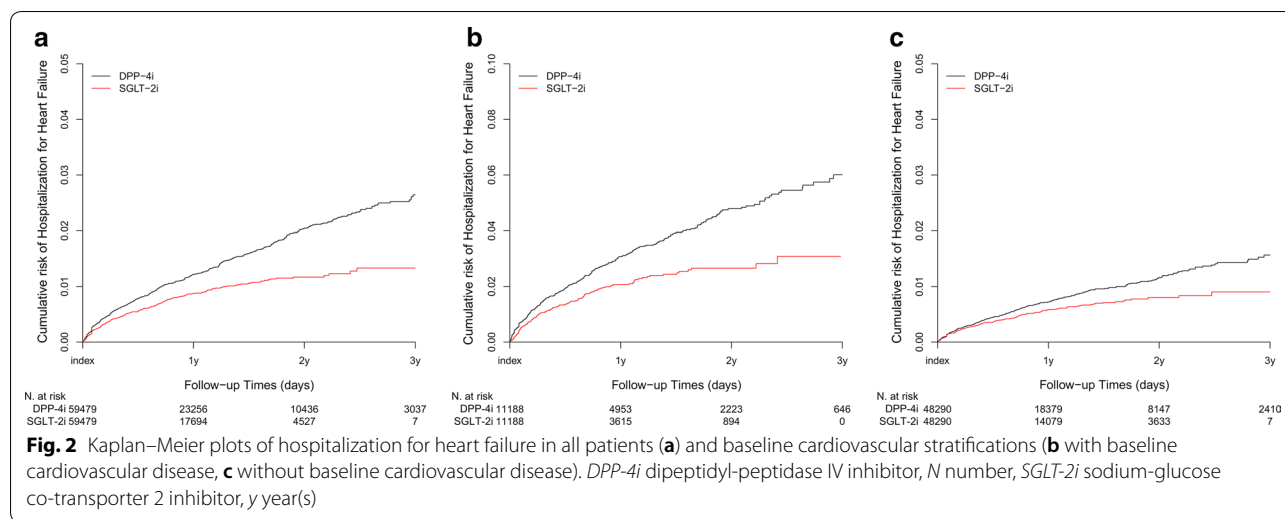 a
Cumulative risk of Hospitalization for Heart Failure
0.05
0.04
0.03
0.02
0.01
0.00
DPP-4i
SGLT-2i
index 1y 2y 3y
Follow-up Times (days)
N. at risk
DPP-4i 59479 23256 10436 3037
SGLT-2i 59479 17694 4527 7
b
Cumulative risk of Hospitalization for Heart Failure
0.10
0.08
0.06
0.04
0.02
0.00
DPP-4i
SGLT-2i
index 1y 2y 3y
Follow-up Times (days)
N. at risk
DPP-4i 11188 4953 2223 646
SGLT-2i 11188 3615 894 0
c
Cumulative risk of Hospitalization for Heart Failure
0.05
0.04
0.03
0.02
0.01
0.00
DPP-4i
SGLT-2i
index 1y 2y 3y
Follow-up Times (days)
N. at risk
DPP-4i 48290 18379 8147 2410
SGLT-2i 48290 14079 3633 7
Fig. 2 Kaplan–Meier plots of hospitalization for heart failure in all patients (a) and baseline cardiovascular stratifications (b with baseline
cardiovascular disease, c without baseline cardiovascular disease). DPP-4i dipeptidyl-peptidase IV inhibitor, N number, SGLT-2i sodium-glucose
co-transporter 2 inhibitor, y year(s)